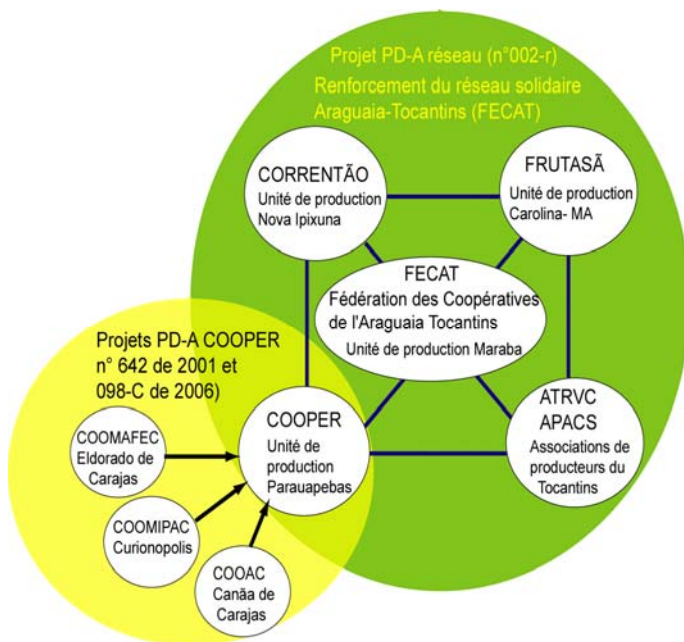 Projet PD-A réseau (n°002-r)
Renforcement du réseau solidaire
Araguaia-Tocantins (FECAT)
CORRENTÃO
Unité de production
Nova Ipixuna
FRUTASÃ
Unité de production
Carolina- MA
FECAT
Fédération des Coopératives
de l'Araguaia Tocantins
Unité de production Maraba
Projets PD-A COOPER
n° 642 de 2001 et
098-C de 2006)
COOPER
Unité de
production
Parauapebas
ATRVC
APACS
Associations de
producteurs du
Tocantins
COOMAFEC
Eldorado de
Carajas
COOMIPAC
Curionopolis
COOAC
Canãa de
Carajas